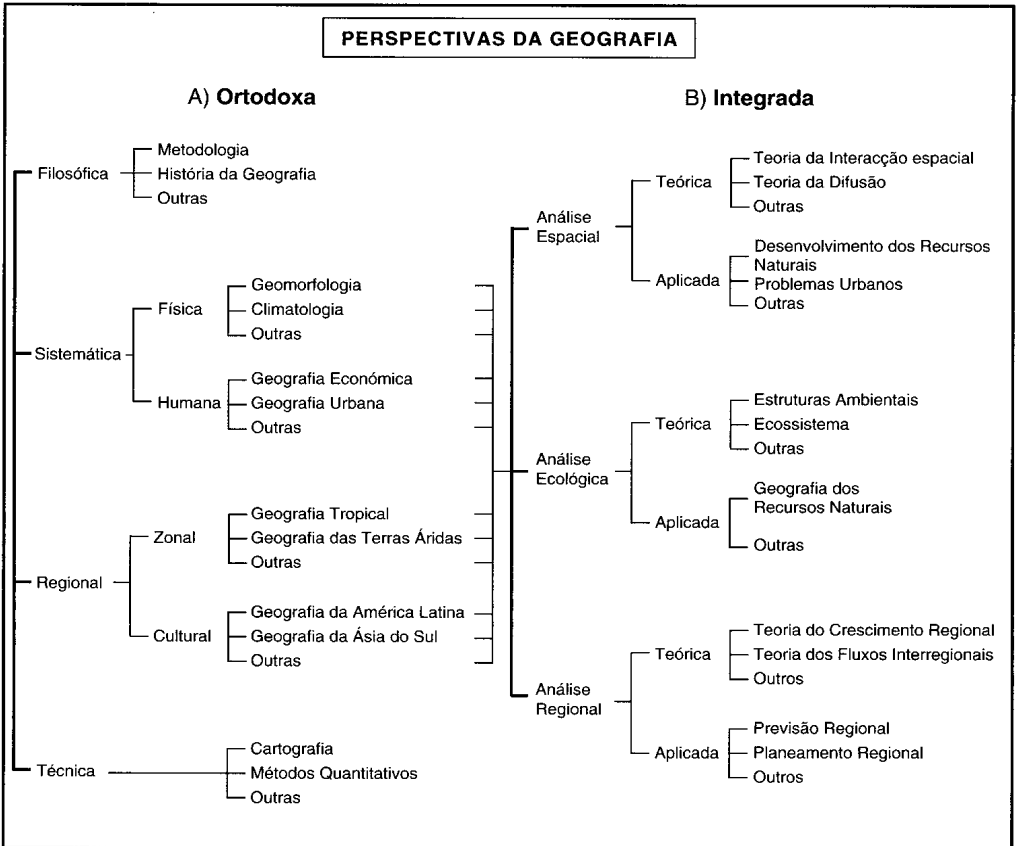 PERSPECTIVAS DA GEOGRAFIA
A) Ortodoxa
Filosófica
Metodologia
História da Geografia
Outras
Sistemática
Física
Geomorfologia
Climatologia
Outras
Humana
Geografia Económica
Geografia Urbana
Outras
Regional
Zonal
Geografia Tropical
Geografia das Terras Áridas
Outras
Cultural
Geografia da América Latina
Geografia da Ásia do Sul
Outras
Técnica
Cartografia
Métodos Quantitativos
Outras
B) Integrada
Análise
Espacial
Teórica
Teoria da Interacção espacial
Teoria da Difusão
Outras
Aplicada
Desenvolvimento dos Recursos
Naturais
Problemas Urbanos
Outras
Análise
Ecológica
Teórica
Estruturas Ambientais
Ecossistema
Outras
Aplicada
Geografia dos
Recursos Naturais
Outras
Análise
Regional
Teórica
Teoria do Crescimento Regional
Teoria dos Fluxos Interregionais
Outros
Aplicada
Previsão Regional
Planeamento Regional
Outros